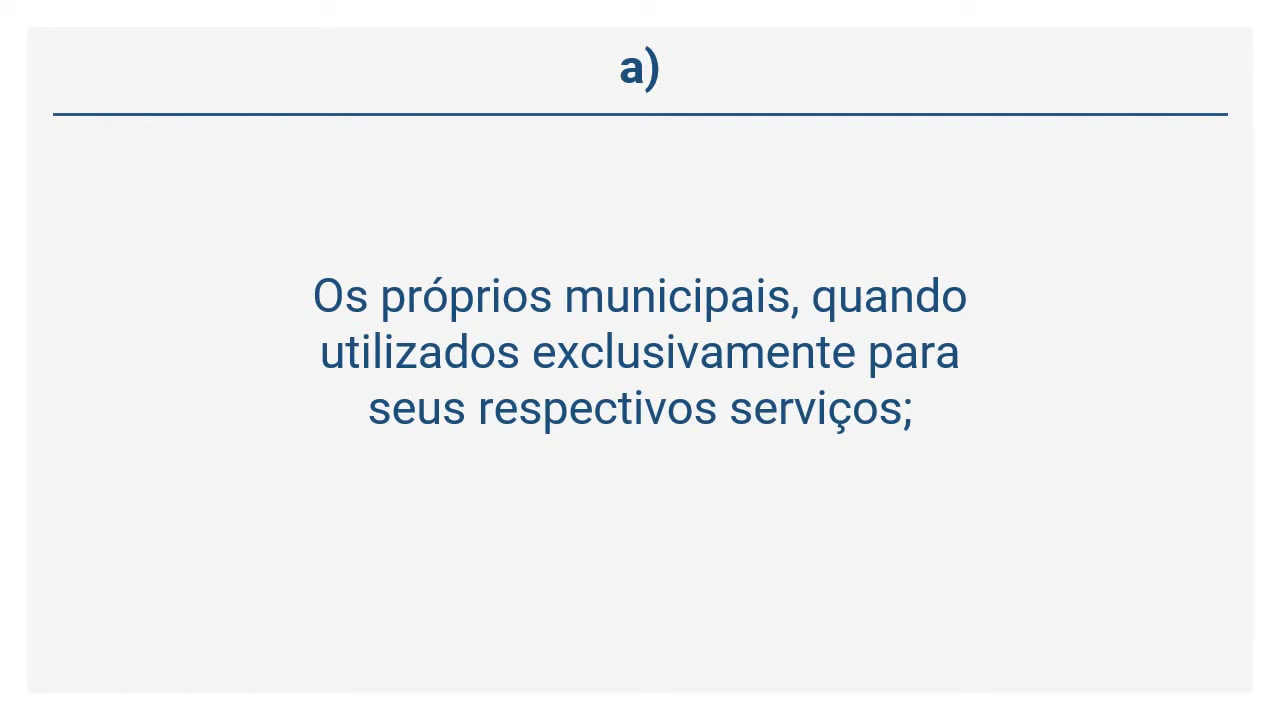 a)
Os próprios municipais, quando
utilizados exclusivamente para
seus respectivos serviços;